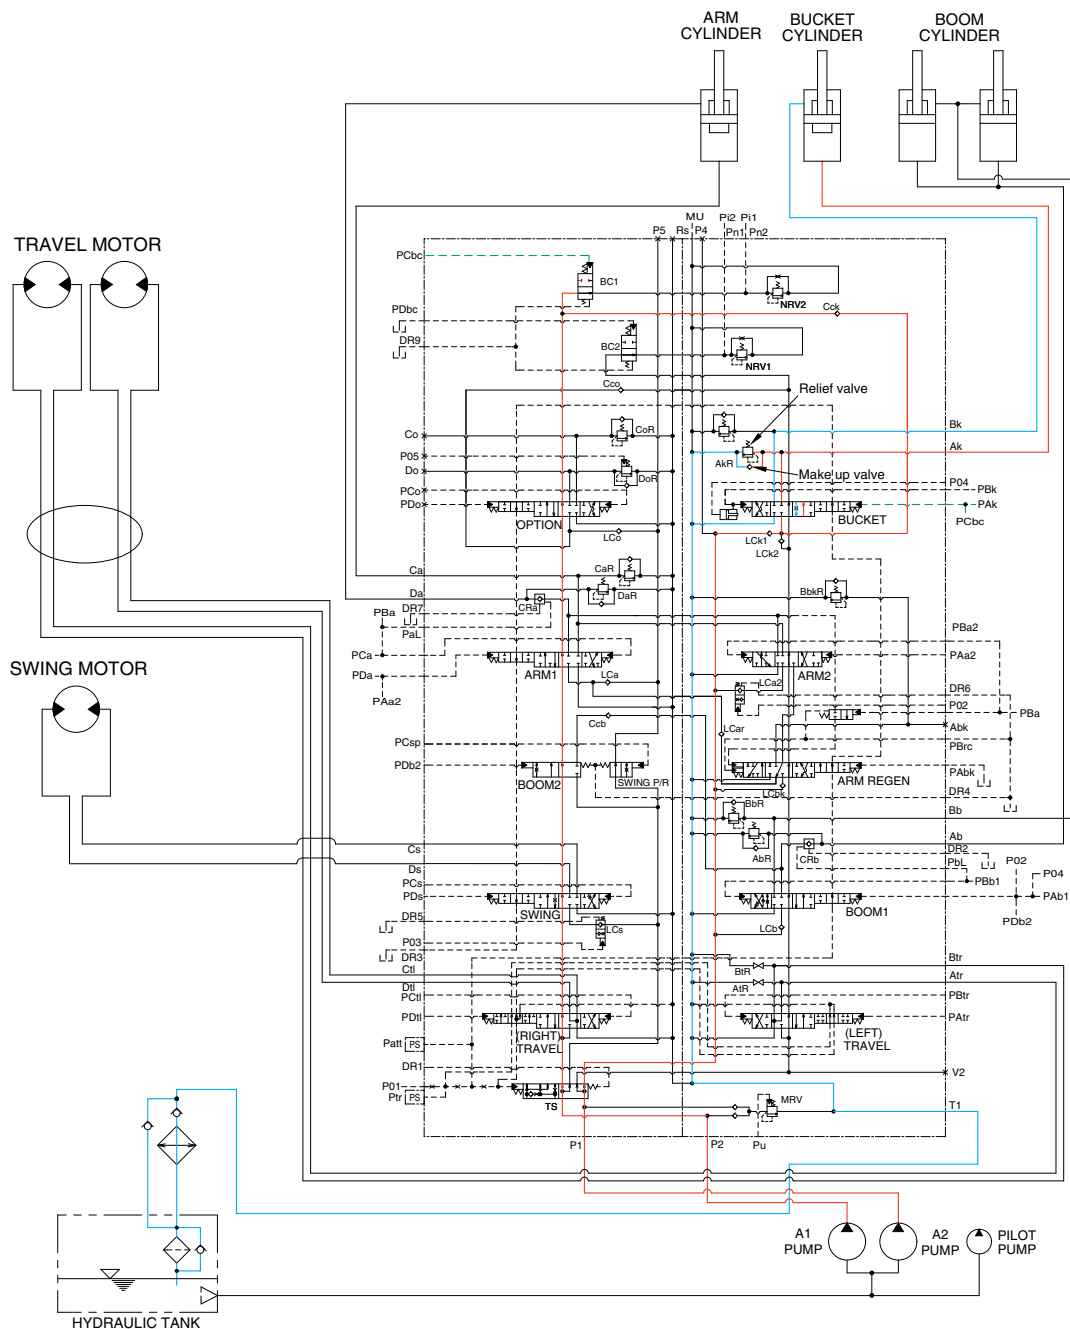 ARM
CYLINDER
BUCKET
CYLINDER
BOOM
CYLINDER
TRAVEL MOTOR
SWING MOTOR
P5
Rs
MU
P4
Pi2
Pn1
Pi1
Pn2
PCbc
BC1
NRV2
Cck
PDbc
DR9
BC2
NRV1
Cco
Relief valve
Co
CoR
Bk
P05
Ak
Do
DoR
AkR
Make up valve
PCo
P04
PDo
PBk
OPTION
BUCKET
PAk
PCbc
LCo
LCk1
LCk2
Ca
CaR
DaR
BbkR
Da
CRa
PBa
DR7
PaL
PBa2
PCa
PAa2
PDa
ARM1
ARM2
PAa2
LCa
LCa2
DR6
P02
PBa
Ccb
LCar
Abk
PCsp
PBrc
PDb2
PAbk
BOOM2
SWING P/R
ARM REGEN
LCbk
DR4
BbR
Bb
Ab
AbR
CRb
DR2
Cs
Ds
PbL
P02
PCs
PBb1
P04
PDs
PAb1
SWING
BOOM1
PDb2
DR5
LCs
P03
LCb
DR3
Ctl
BtR
Btr
Dtl
AtR
Atr
PCtl
PBtr
PDtl
PAtr
(RIGHT)
TRAVEL
(LEFT)
TRAVEL
Patt
PS
DR1
V2
P01
Ptr
PS
TS
MRV
T1
P1
P2
Pu
A1
PUMP
A2
PUMP
PILOT
PUMP
HYDRAULIC TANK